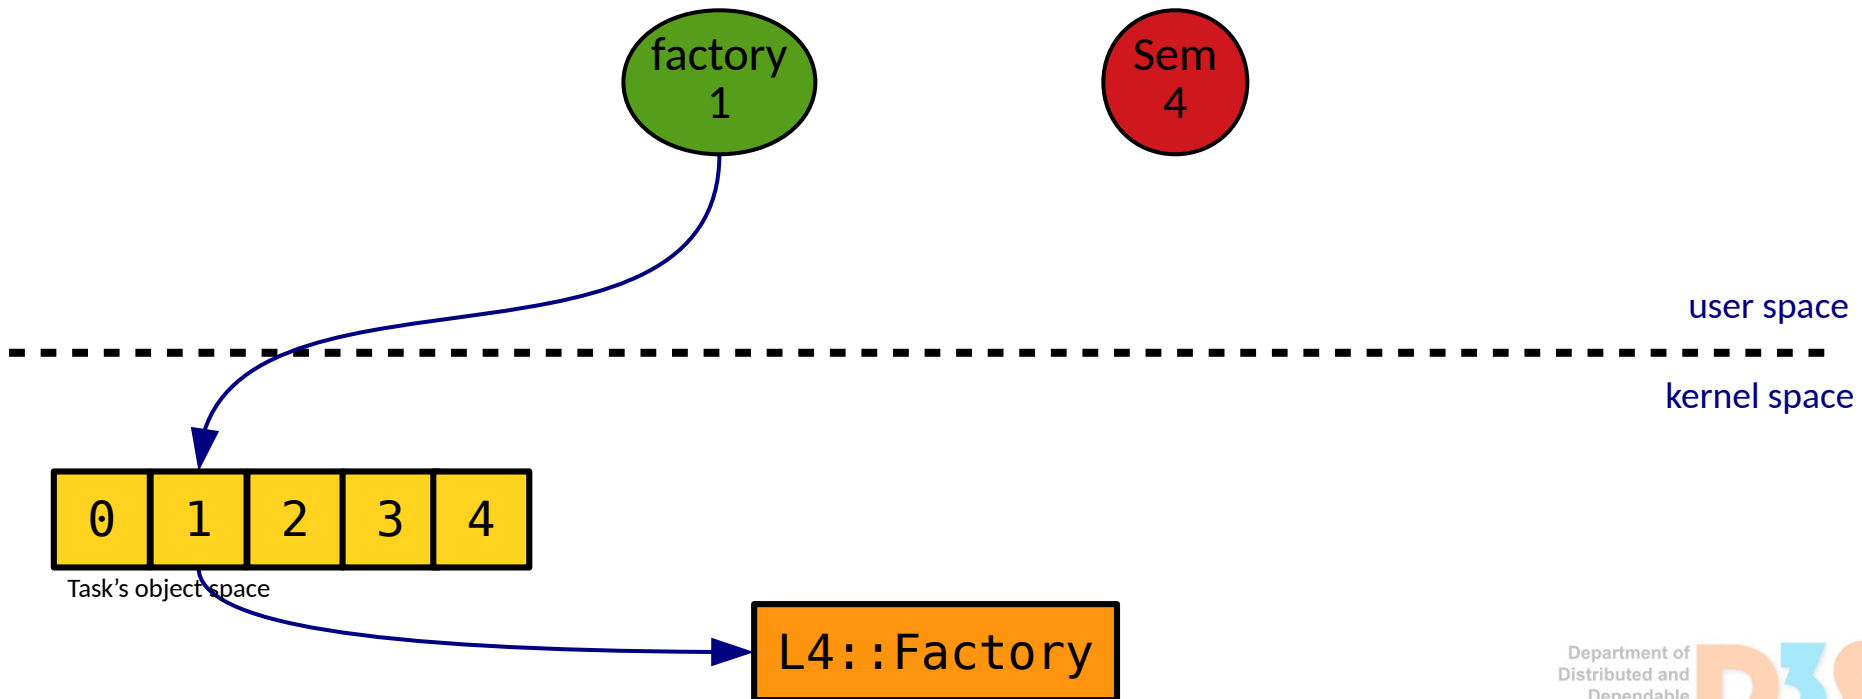 factory
1
Sem
4
user space
kernel space
0 1 2 3 4
Task’s object space
L4::Factory
Department of
Distributed and
Dependable